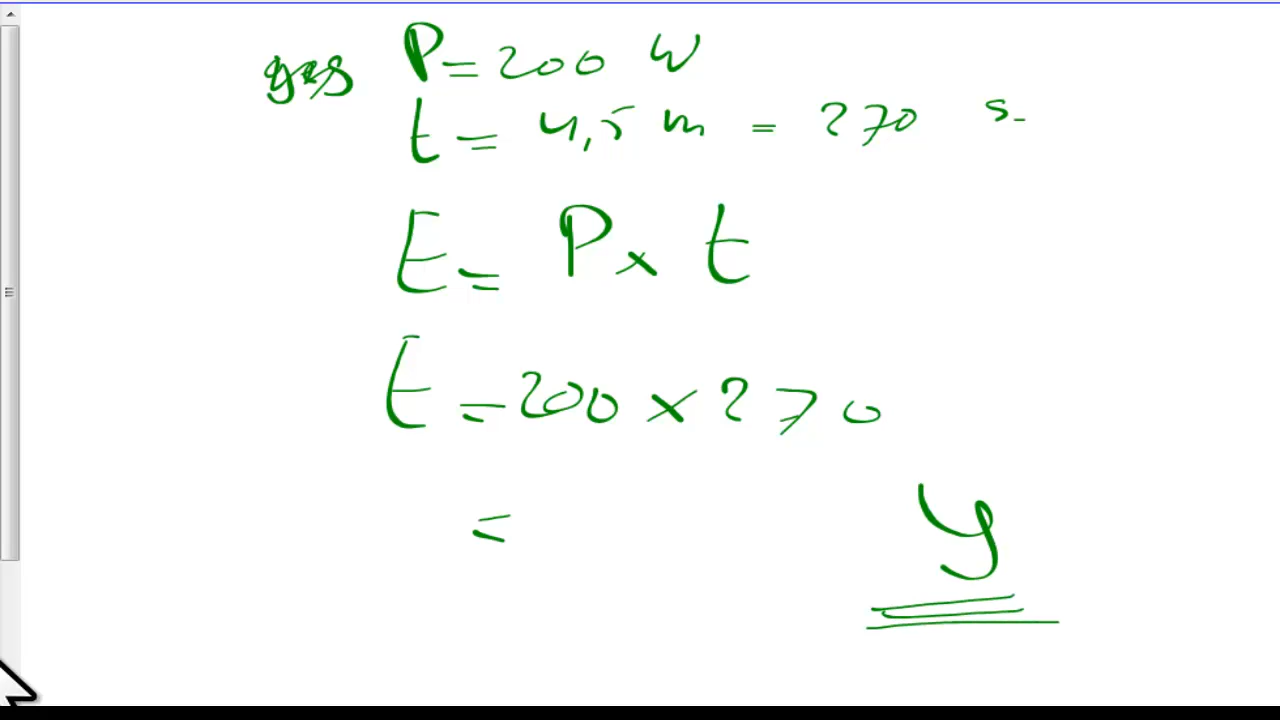 P = 200 W
t = 4,5 m = 270 s.
E = P x t
E = 200 x 270
= y